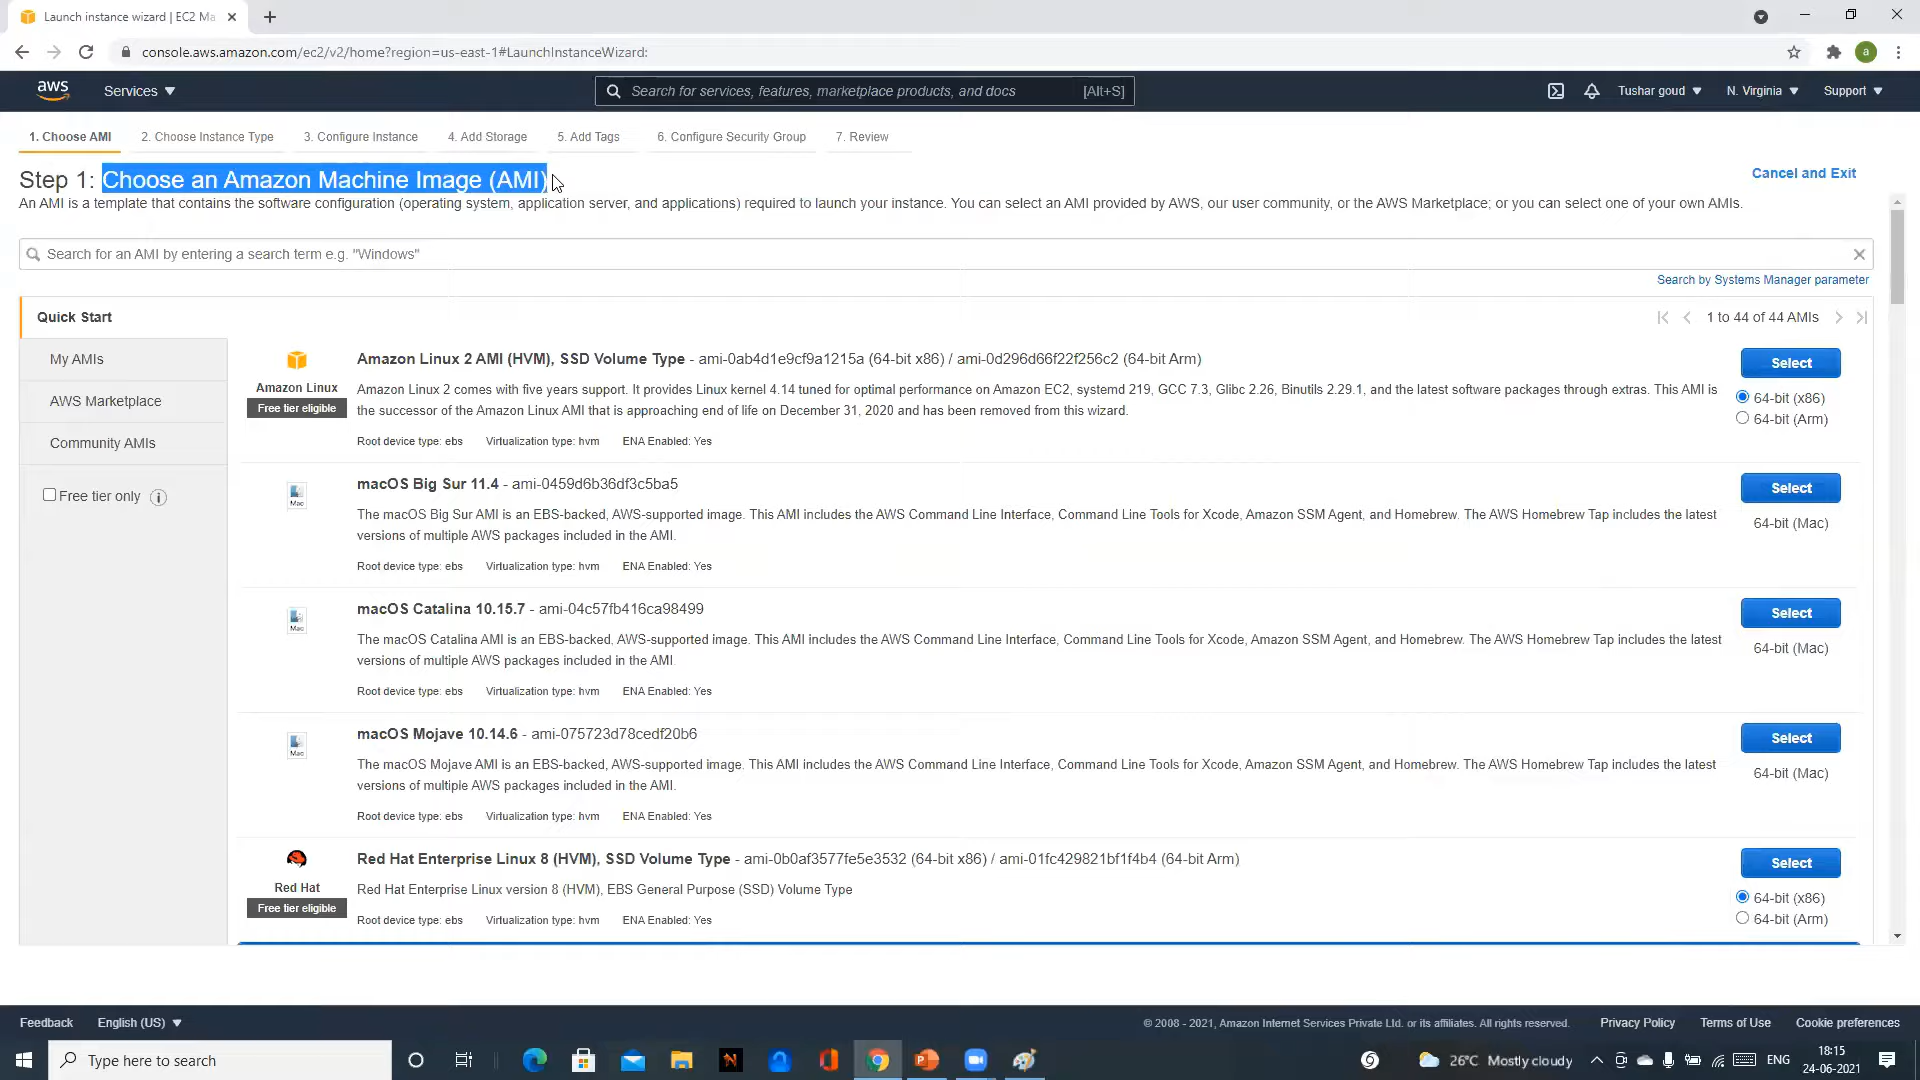 Launch instance wizard | EC2 Ma
console.aws.amazon.com/ec2/v2/home?region=us-east-1#LaunchInstanceWizard:
a
aws
Services
Search for services, features, marketplace products, and docs
[Alt+S]
Tushar goud
N. Virginia
Support
1. Choose AMI
2. Choose Instance Type
3. Configure Instance
4. Add Storage
5. Add Tags
6. Configure Security Group
7. Review
Step 1: Choose an Amazon Machine Image (AMI)
Cancel and Exit
An AMI is a template that contains the software configuration (operating system, application server, and applications) required to launch your instance. You can select an AMI provided by AWS, our user community, or the AWS Marketplace; or you can select one of your own AMIs.
Search for an AMI by entering a search term e.g. "Windows"
Search by Systems Manager parameter
Quick Start
1 to 44 of 44 AMIs
My AMIs
AWS Marketplace
Community AMIs
Free tier only
Amazon Linux
Free tier eligible
Amazon Linux 2 AMI (HVM), SSD Volume Type - ami-0ab4d1e9cf9a1215a (64-bit x86) / ami-0d296d66f22f256c2 (64-bit Arm)
Amazon Linux 2 comes with five years support. It provides Linux kernel 4.14 tuned for optimal performance on Amazon EC2, systemd 219, GCC 7.3, Glibc 2.26, Binutils 2.29.1, and the latest software packages through extras. This AMI is
the successor of the Amazon Linux AMI that is approaching end of life on December 31, 2020 and has been removed from this wizard.
Root device type: ebs Virtualization type: hvm ENA Enabled: Yes
Select
64-bit (x86)
64-bit (Arm)
Mac
macOS Big Sur 11.4 - ami-0459d6b36df3c5ba5
The macOS Big Sur AMI is an EBS-backed, AWS-supported image. This AMI includes the AWS Command Line Interface, Command Line Tools for Xcode, Amazon SSM Agent, and Homebrew. The AWS Homebrew Tap includes the latest
versions of multiple AWS packages included in the AMI.
Root device type: ebs Virtualization type: hvm ENA Enabled: Yes
Select
64-bit (Mac)
Mac
macOS Catalina 10.15.7 - ami-04c57fb416ca98499
The macOS Catalina AMI is an EBS-backed, AWS-supported image. This AMI includes the AWS Command Line Interface, Command Line Tools for Xcode, Amazon SSM Agent, and Homebrew. The AWS Homebrew Tap includes the latest
versions of multiple AWS packages included in the AMI.
Root device type: ebs Virtualization type: hvm ENA Enabled: Yes
Select
64-bit (Mac)
Mac
macOS Mojave 10.14.6 - ami-075723d78cedf20b6
The macOS Mojave AMI is an EBS-backed, AWS-supported image. This AMI includes the AWS Command Line Interface, Command Line Tools for Xcode, Amazon SSM Agent, and Homebrew. The AWS Homebrew Tap includes the latest
versions of multiple AWS packages included in the AMI.
Root device type: ebs Virtualization type: hvm ENA Enabled: Yes
Select
64-bit (Mac)
Red Hat
Free tier eligible
Red Hat Enterprise Linux 8 (HVM), SSD Volume Type - ami-0b0af3577fe5e3532 (64-bit x86) / ami-01fc429821bf1f4b4 (64-bit Arm)
Red Hat Enterprise Linux version 8 (HVM), EBS General Purpose (SSD) Volume Type
Root device type: ebs Virtualization type: hvm ENA Enabled: Yes
Select
64-bit (x86)
64-bit (Arm)
Feedback
English (US)
© 2008 - 2021, Amazon Internet Services Private Ltd. or its affiliates. All rights reserved.
Privacy Policy
Terms of Use
Cookie preferences
Type here to search
26°C Mostly cloudy
ENG
18:15
24-06-2021